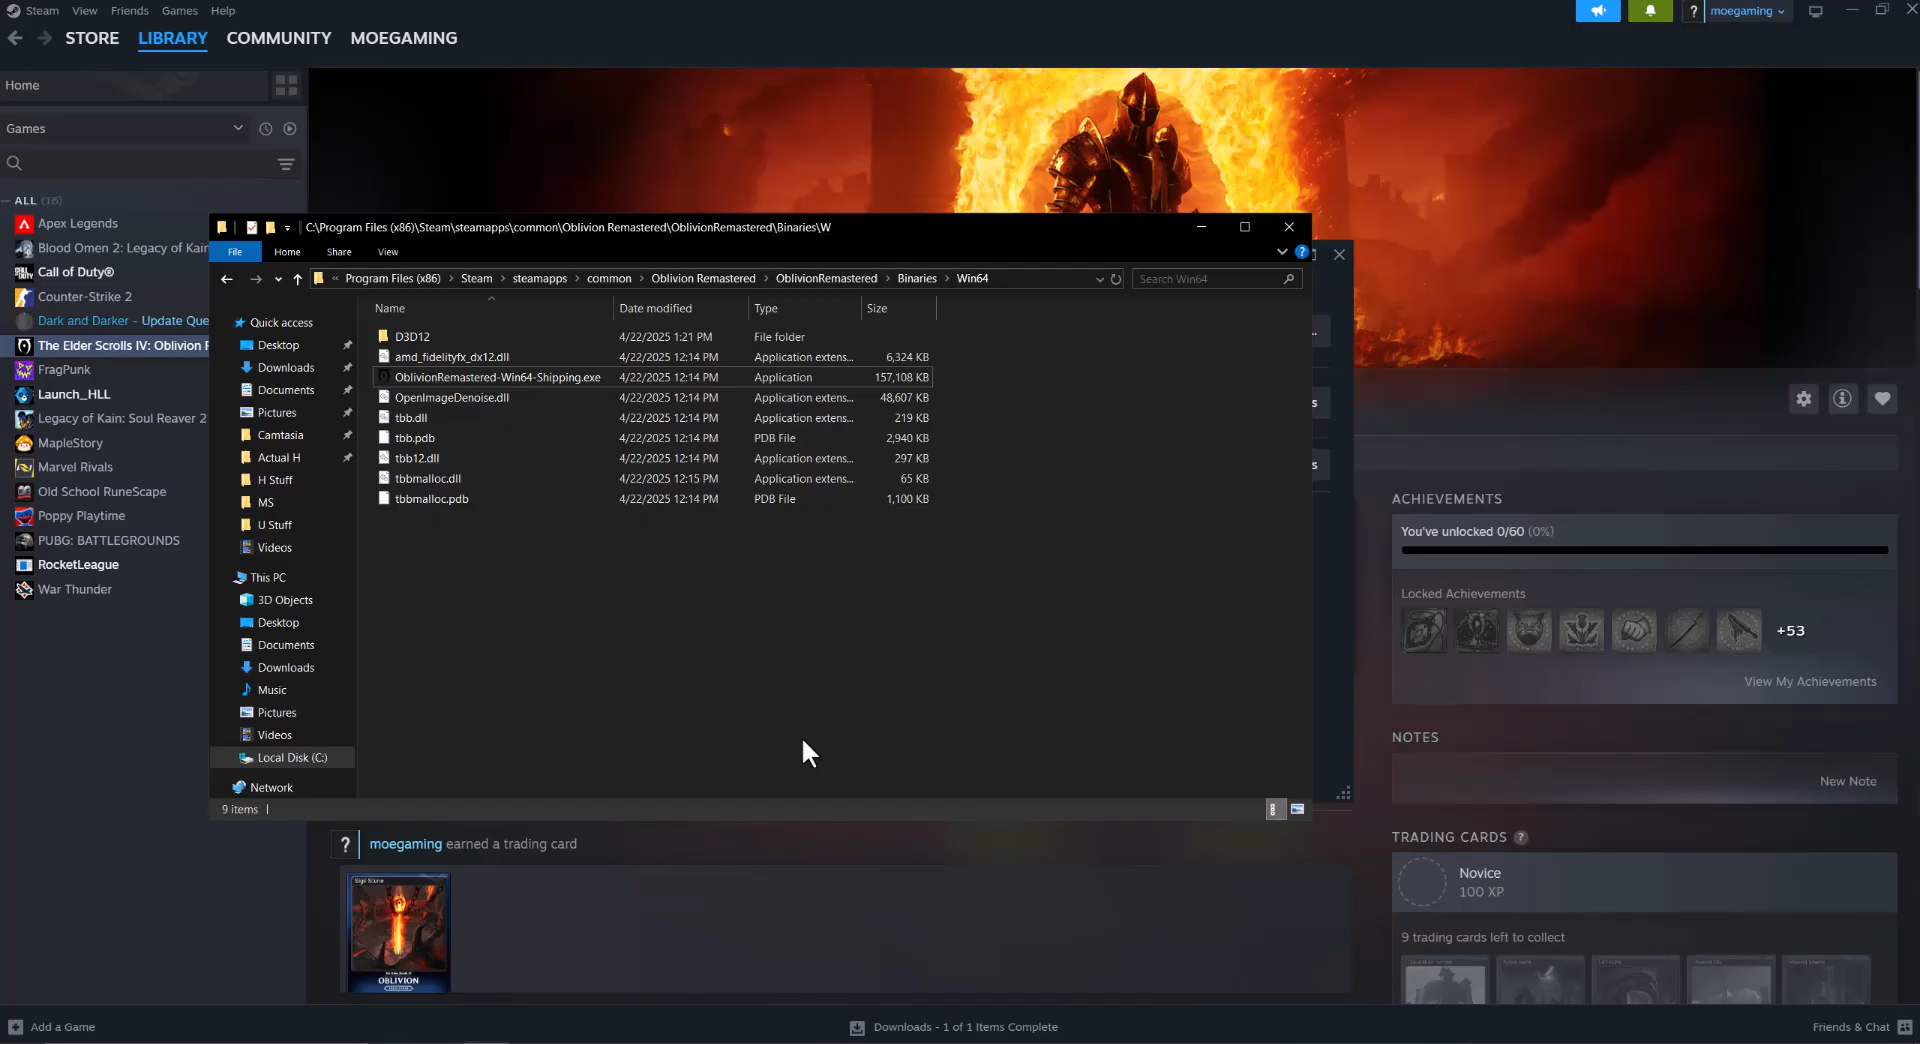 Steam View Friends Games Help
? moegaming
STORE LIBRARY COMMUNITY MOEGAMING
Home
Games
ALL (16)
Apex Legends
Blood Omen 2: Legacy of Kain
Call of Duty®
Counter-Strike 2
Dark and Darker - Update Que
The Elder Scrolls IV: Oblivion R
FragPunk
Launch_HLL
Legacy of Kain: Soul Reaver 2
MapleStory
Marvel Rivals
Old School RuneScape
Poppy Playtime
PUBG: BATTLEGROUNDS
RocketLeague
War Thunder
C:\Program Files (x86)\Steam\steamapps\common\Oblivion Remastered\OblivionRemastered\Binaries\W
File Home Share View
« Program Files (x86) > Steam > steamapps > common > Oblivion Remastered > OblivionRemastered > Binaries > Win64
Search Win64
Quick access
Desktop
Downloads
Documents
Pictures
Camtasia
Actual H
H Stuff
MS
U Stuff
Videos
This PC
3D Objects
Desktop
Documents
Downloads
Music
Pictures
Videos
Local Disk (C:)
Network
Name Date modified Type Size
D3D12 4/22/2025 1:21 PM File folder
amd_fidelityfx_dx12.dll 4/22/2025 12:14 PM Application extens... 6,324 KB
OblivionRemastered-Win64-Shipping.exe 4/22/2025 12:14 PM Application 157,108 KB
OpenImageDenoise.dll 4/22/2025 12:14 PM Application extens... 48,607 KB
tbb.dll 4/22/2025 12:14 PM Application extens... 219 KB
tbb.pdb 4/22/2025 12:14 PM PDB File 2,940 KB
tbb12.dll 4/22/2025 12:14 PM Application extens... 297 KB
tbbmalloc.dll 4/22/2025 12:15 PM Application extens... 65 KB
tbbmalloc.pdb 4/22/2025 12:14 PM PDB File 1,100 KB
9 items
ACHIEVEMENTS
You've unlocked 0/60 (0%)
Locked Achievements
+53
View My Achievements
NOTES
New Note
TRADING CARDS ?
Novice
100 XP
9 trading cards left to collect
? moegaming earned a trading card
Sigil Stone
OBLIVION
Add a Game
Downloads - 1 of 1 Items Complete
Friends & Chat